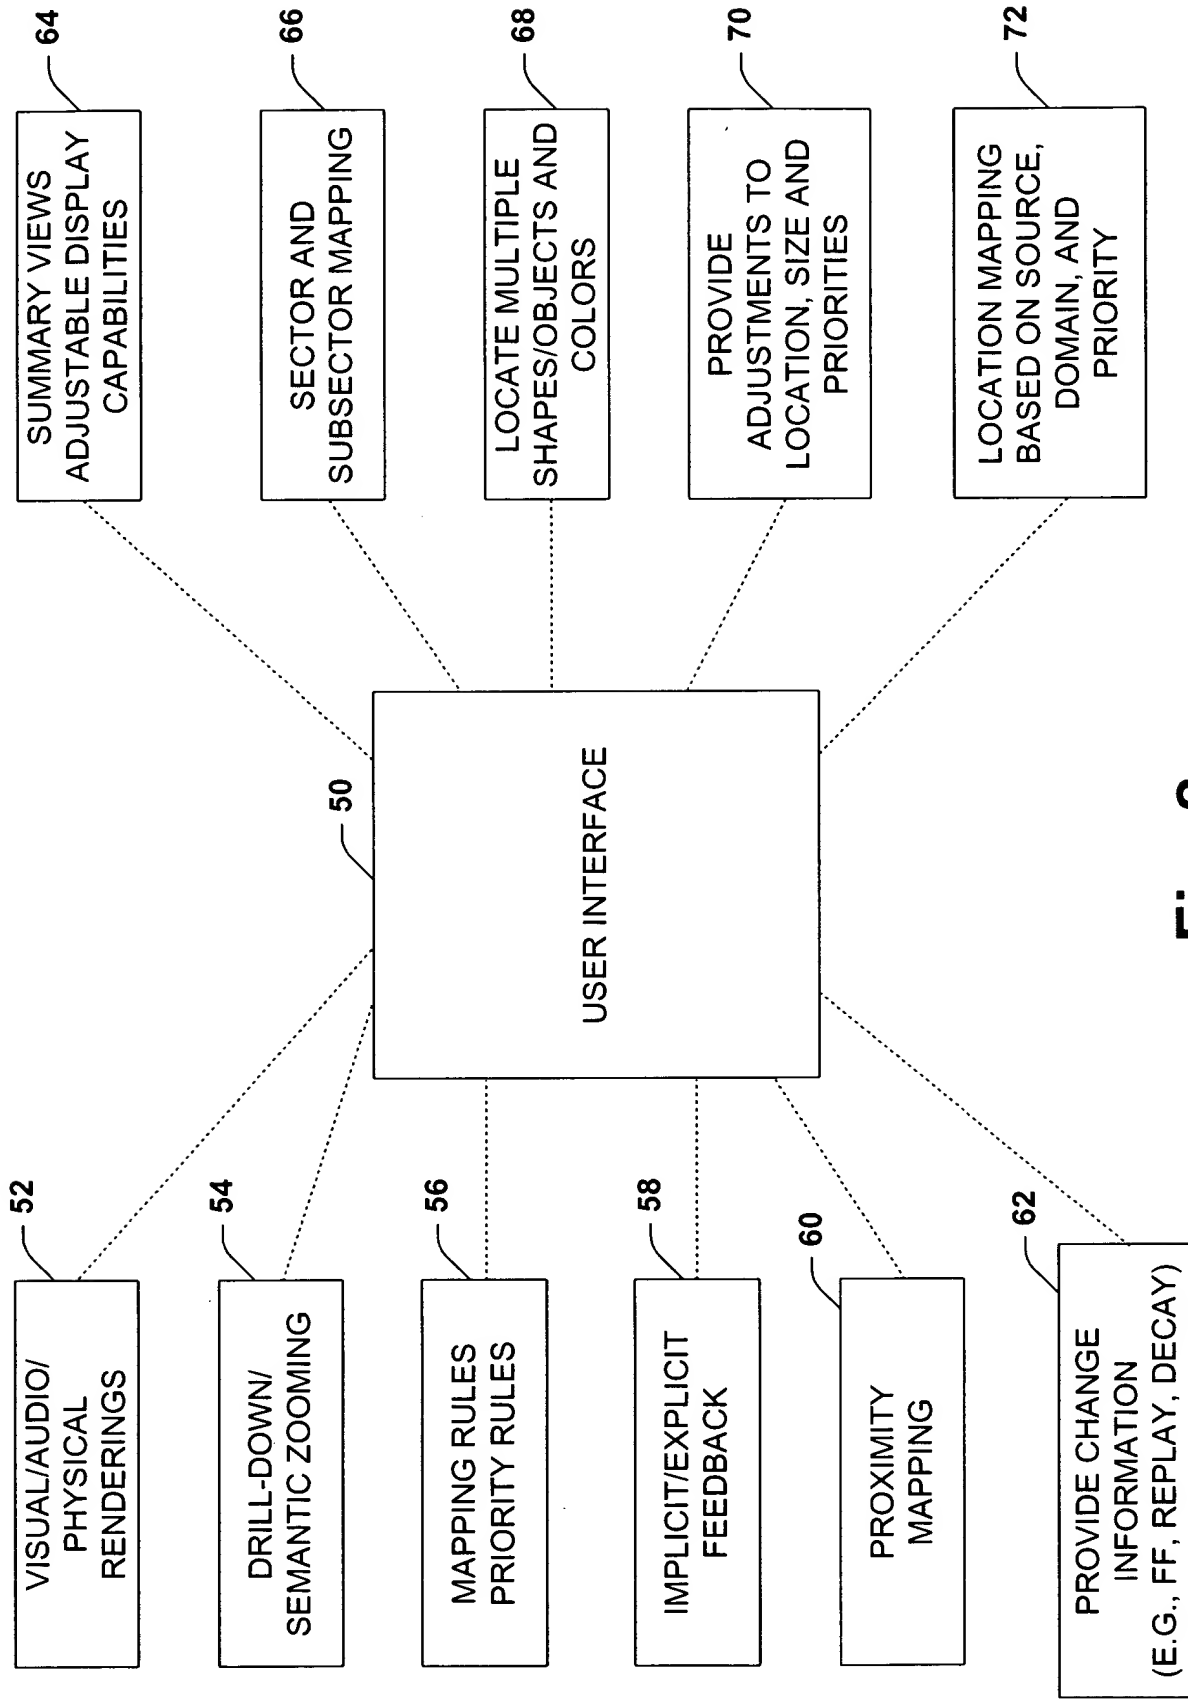 52
VISUAL/AUDIO/
PHYSICAL
RENDERINGS
54
DRILL-DOWN/
SEMANTIC ZOOMING
56
MAPPING RULES
PRIORITY RULES
58
IMPLICIT/EXPLICIT
FEEDBACK
60
PROXIMITY
MAPPING
62
PROVIDE CHANGE
INFORMATION
(E.G., FF, REPLAY, DECAY)
50
USER INTERFACE
64
SUMMARY VIEWS
ADJUSTABLE DISPLAY
CAPABILITIES
66
SECTOR AND
SUBSECTOR MAPPING
68
LOCATE MULTIPLE
SHAPES/OBJECTS AND
COLORS
70
PROVIDE
ADJUSTMENTS TO
LOCATION, SIZE AND
PRIORITIES
72
LOCATION MAPPING
BASED ON SOURCE,
DOMAIN, AND
PRIORITY